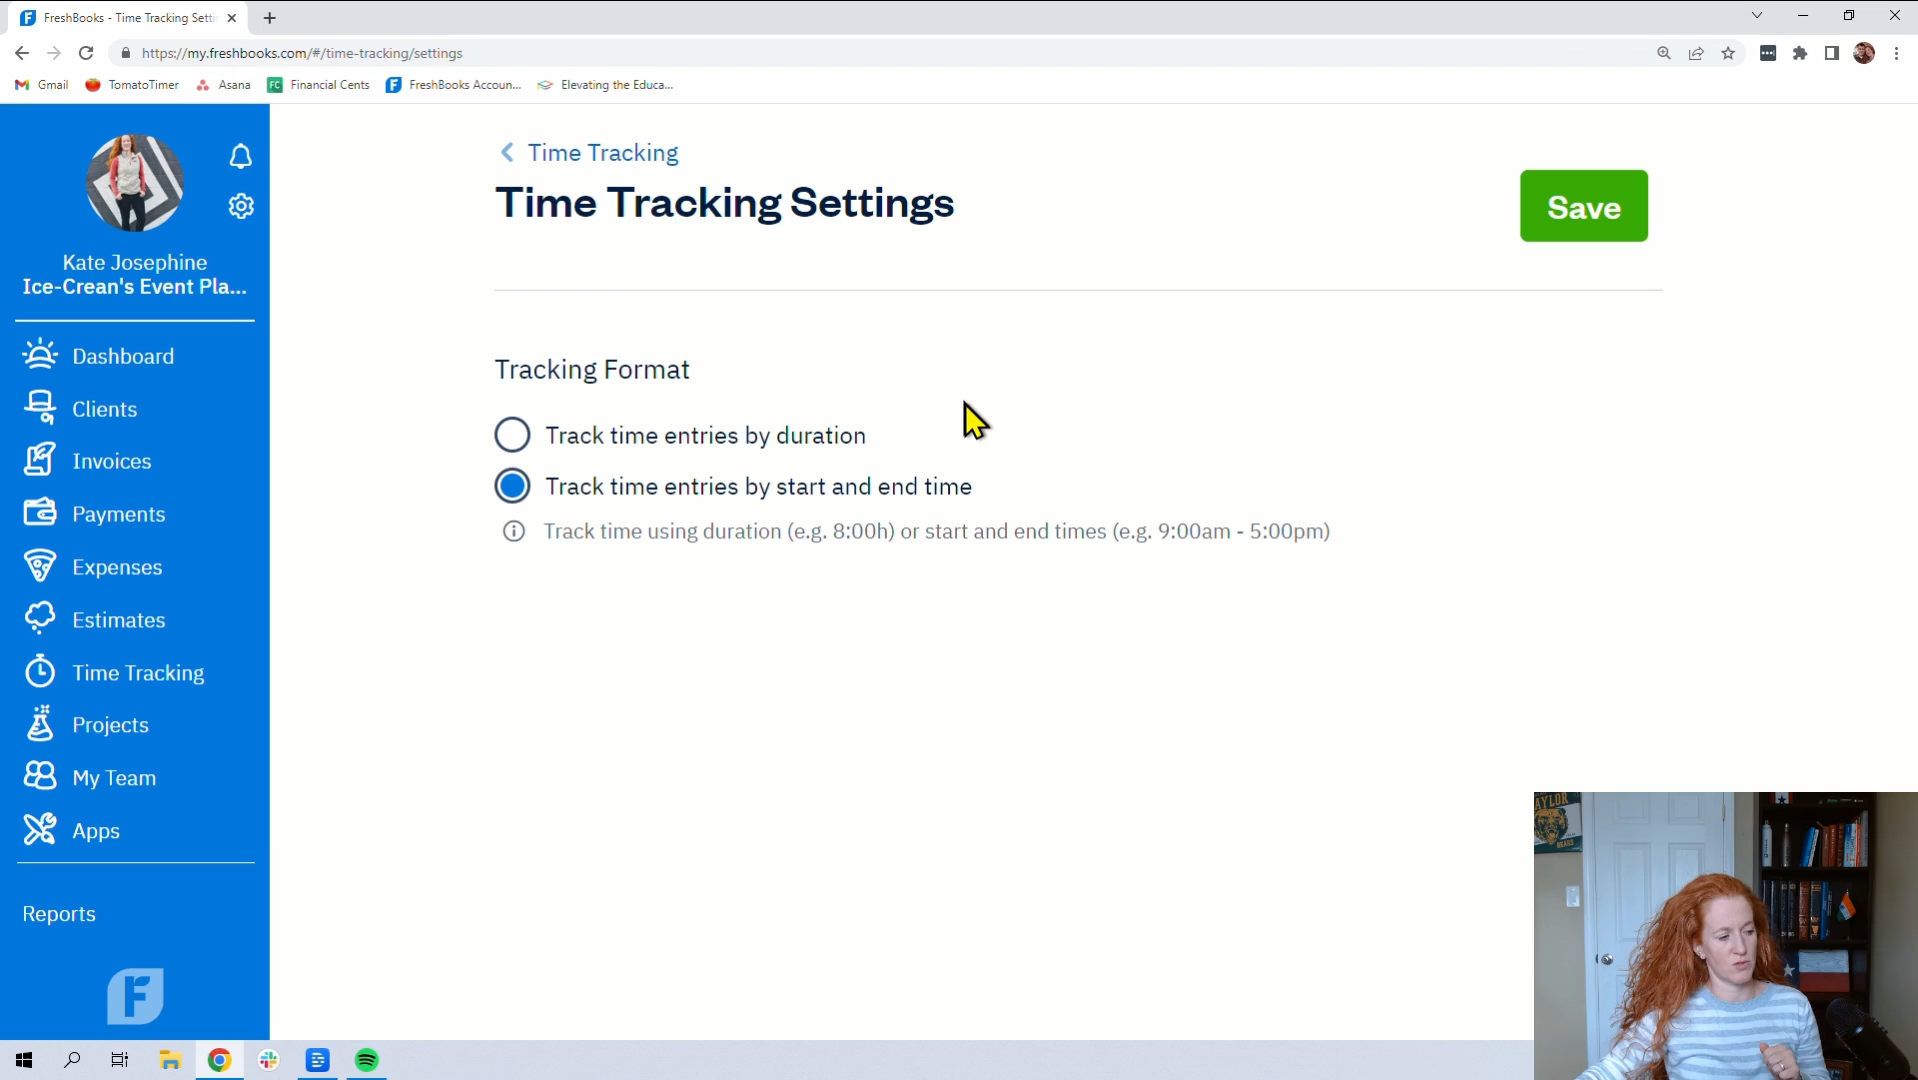 FreshBooks - Time Tracking Setti
https://my.freshbooks.com/#/time-tracking/settings
Gmail
TomatoTimer
Asana
FC Financial Cents
FreshBooks Accoun...
Elevating the Educa...
Kate Josephine
Ice-Crean's Event Pla...
Dashboard
Clients
Invoices
Payments
Expenses
Estimates
Time Tracking
Projects
My Team
Apps
Reports
F
Time Tracking
Time Tracking Settings
Save
Tracking Format
Track time entries by duration
Track time entries by start and end time
Track time using duration (e.g. 8:00h) or start and end times (e.g. 9:00am - 5:00pm)
AYLOR
BEARS